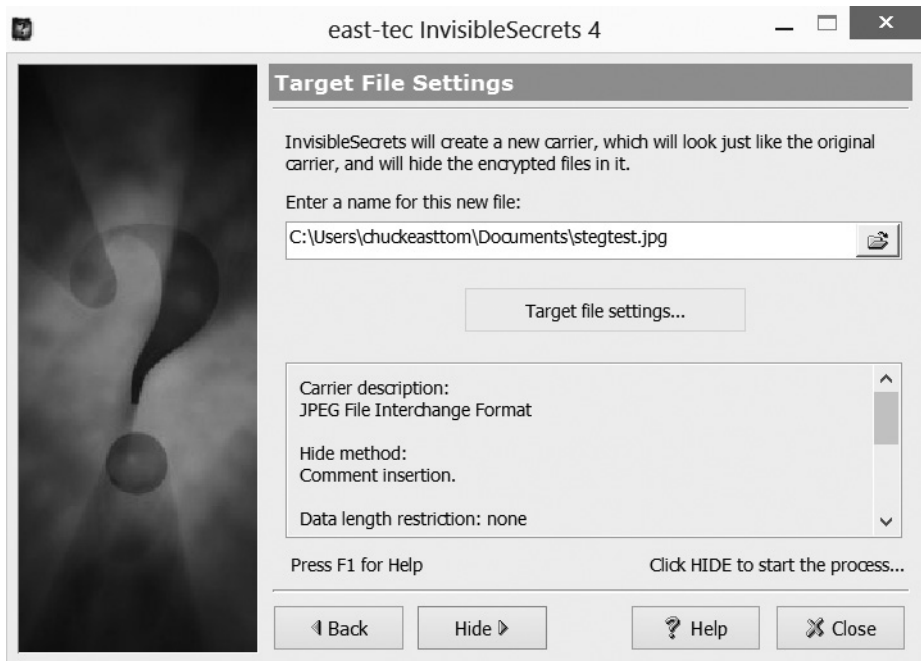 east-tec InvisibleSecrets 4
Target File Settings
InvisibleSecrets will create a new carrier, which will look just like the original
carrier, and will hide the encrypted files in it.
Enter a name for this new file:
C:\Users\chuckeasttom\Documents\stegtest.jpg
Target file settings...
Carrier description:
JPEG File Interchange Format
Hide method:
Comment insertion.
Data length restriction: none
Press F1 for Help
Click HIDE to start the process...
Back
Hide
Help
Close